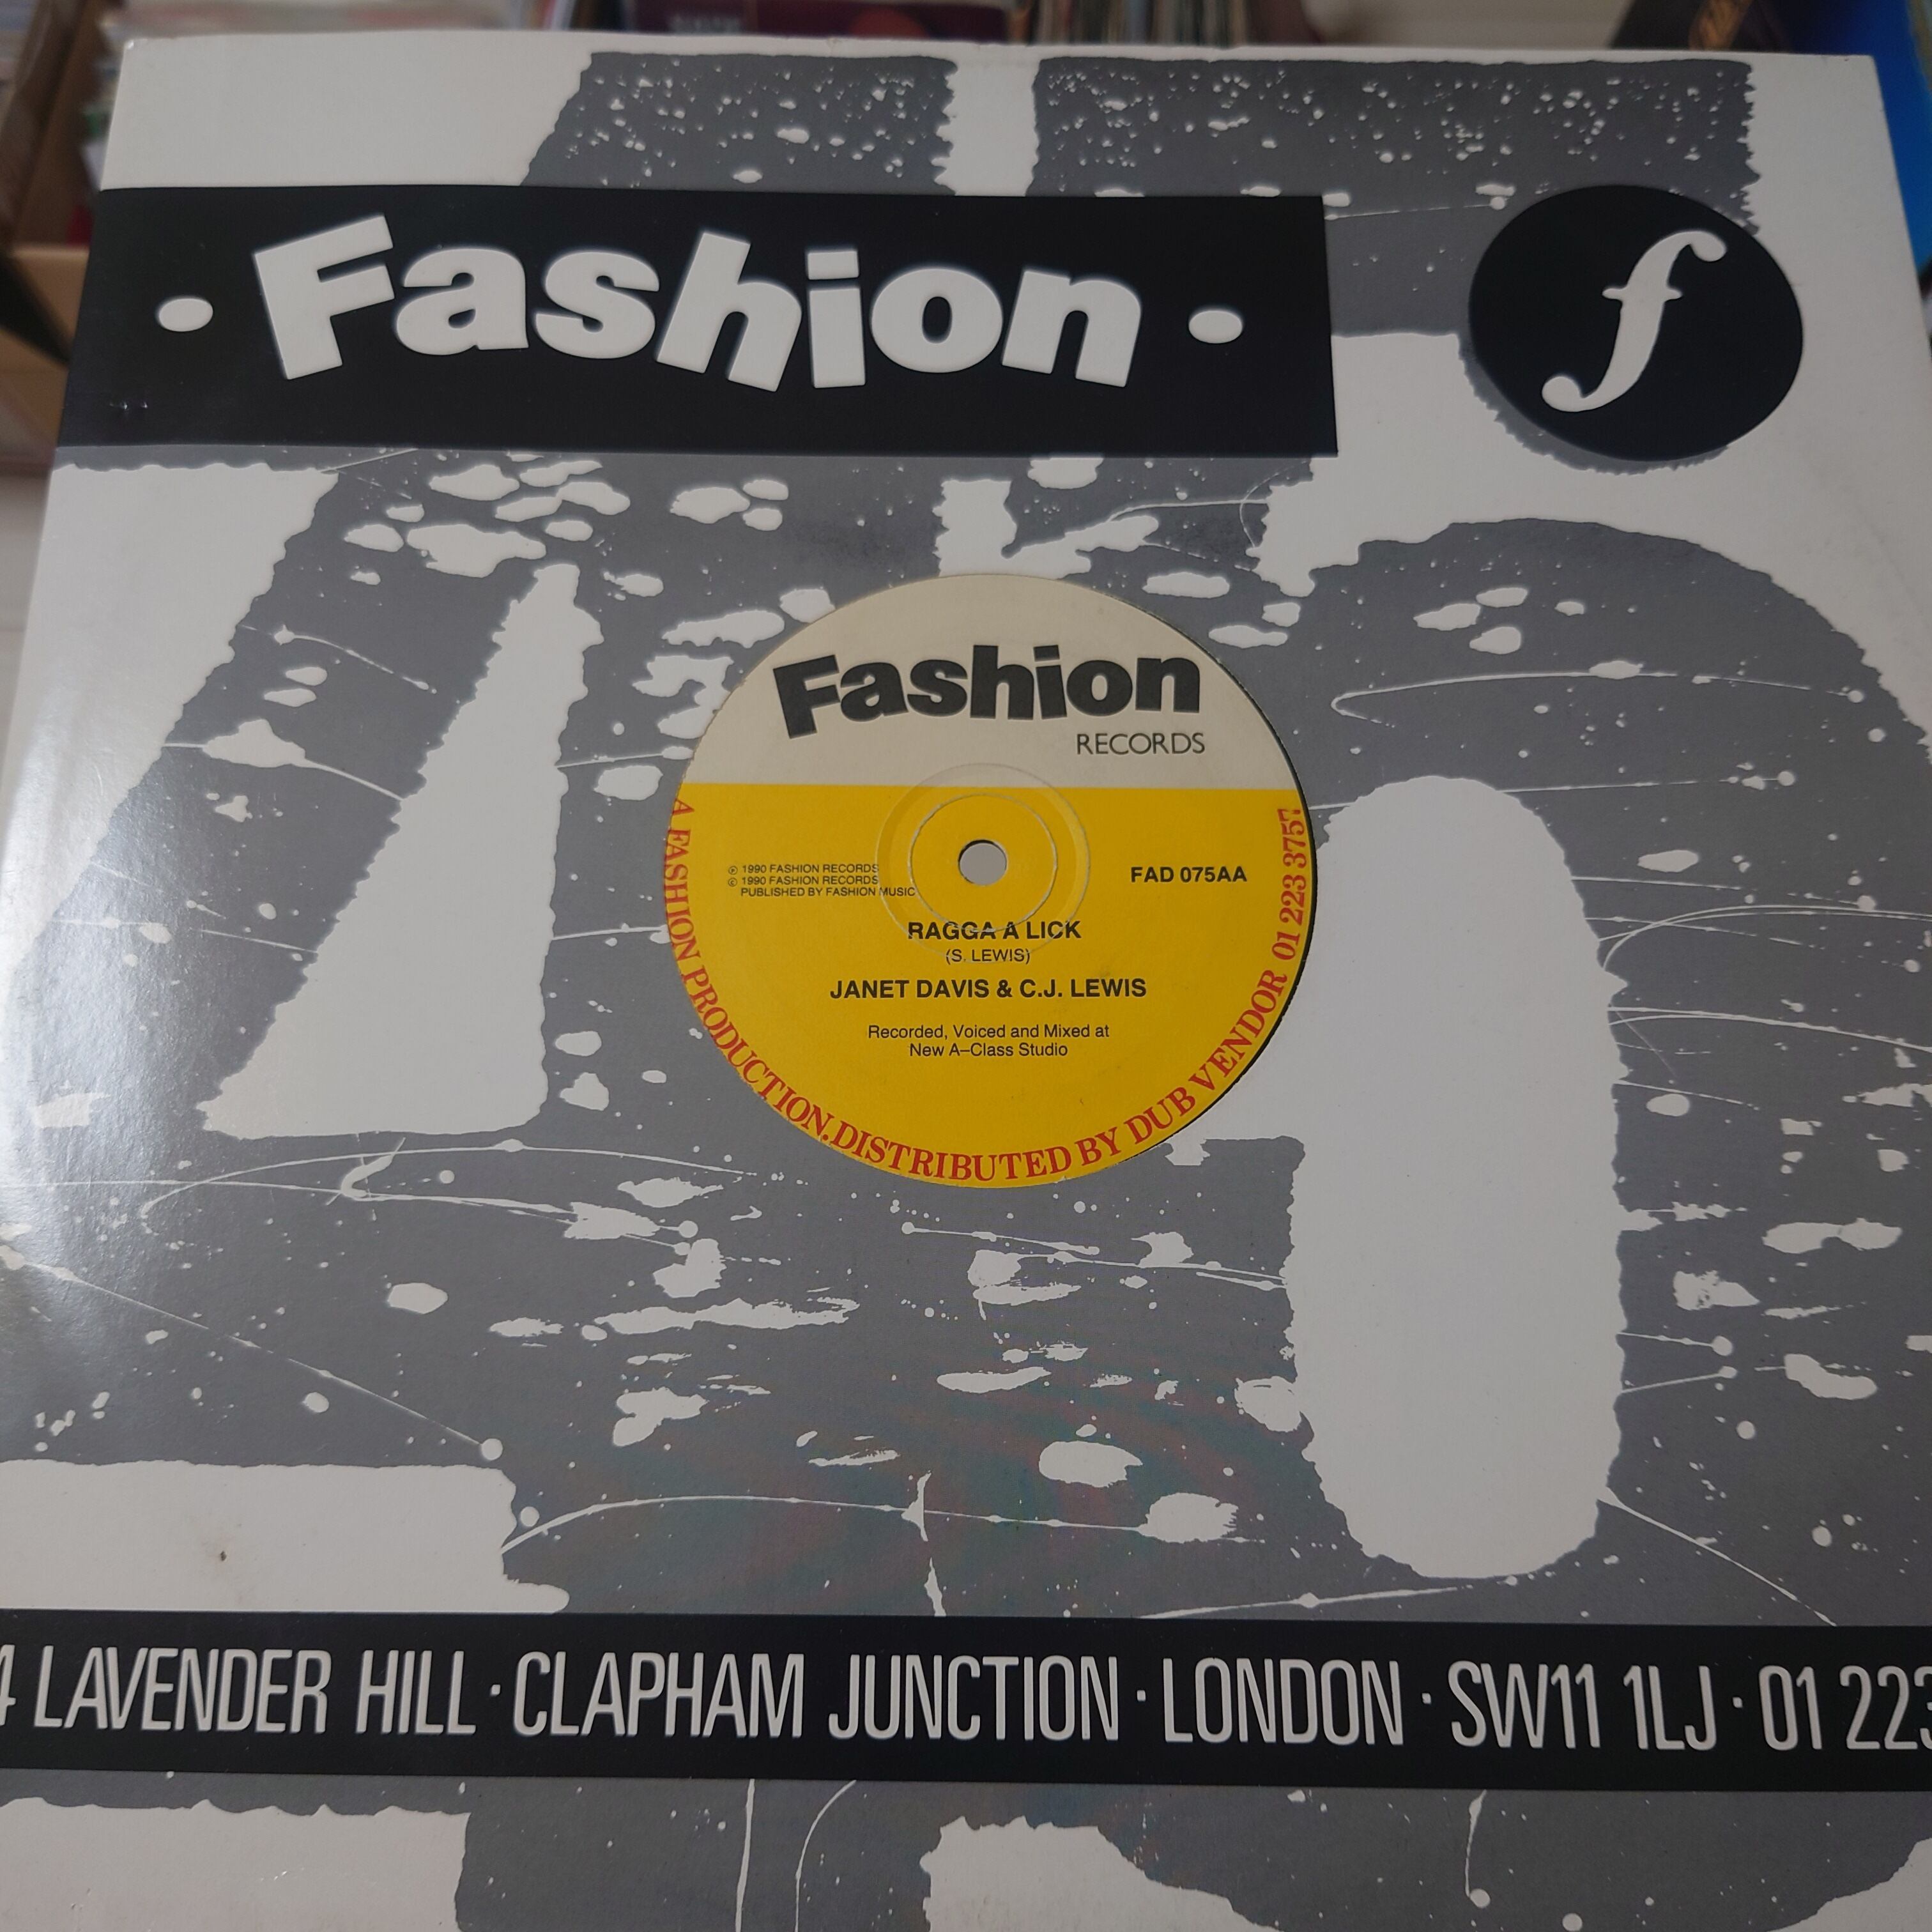 · Fashion ·
f
Fashion
RECORDS
℗ 1990 FASHION RECORDS
© 1990 FASHION RECORDS
PUBLISHED BY FASHION MUSIC
FAD 075AA
RAGGA A LICK
(S. LEWIS)
JANET DAVIS & C.J. LEWIS
Recorded, Voiced and Mixed at
New A–Class Studio
A FASHION PRODUCTION. DISTRIBUTED BY DUB VENDOR 01 223 3757
4 LAVENDER HILL · CLAPHAM JUNCTION · LONDON · SW11 1LJ · 01 223